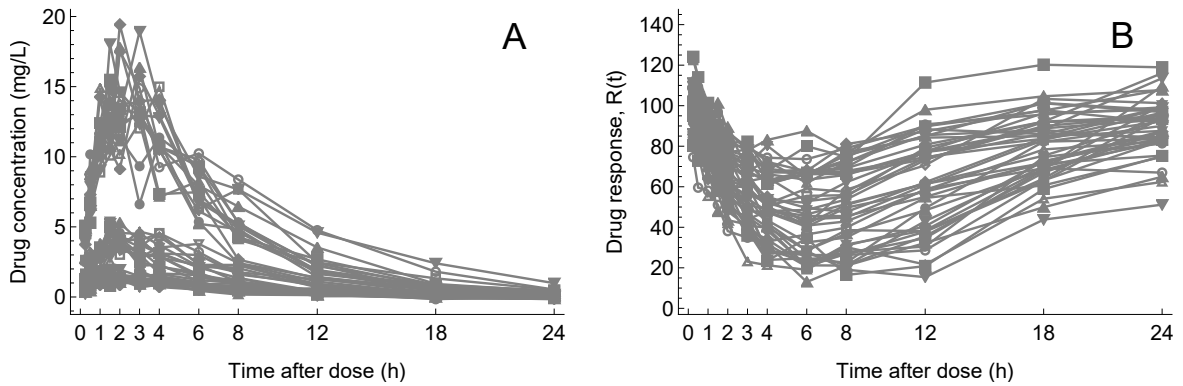 A
Drug concentration (mg/L)
20
15
10
5
0
0 1 2 3 4 6 8 12 18 24
Time after dose (h)
B
Drug response, R(t)
140
120
100
80
60
40
20
0
0 1 2 3 4 6 8 12 18 24
Time after dose (h)